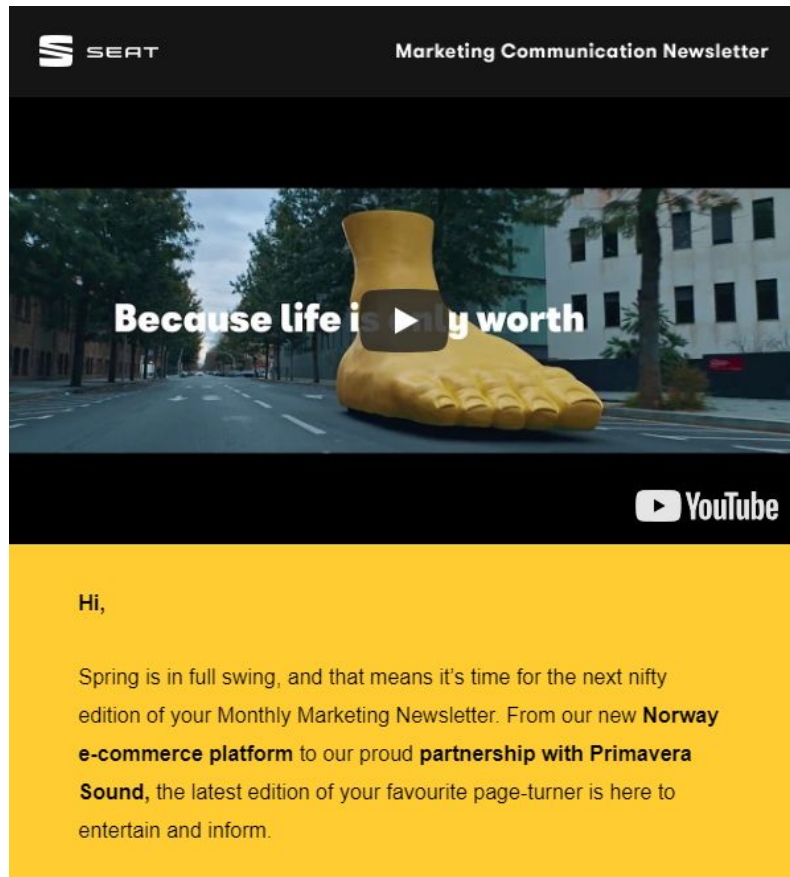 SEAT
Marketing Communication Newsletter
Because life is only worth
YouTube
Hi,
Spring is in full swing, and that means it's time for the next nifty
edition of your Monthly Marketing Newsletter. From our new Norway
e-commerce platform to our proud partnership with Primavera
Sound, the latest edition of your favourite page-turner is here to
entertain and inform.